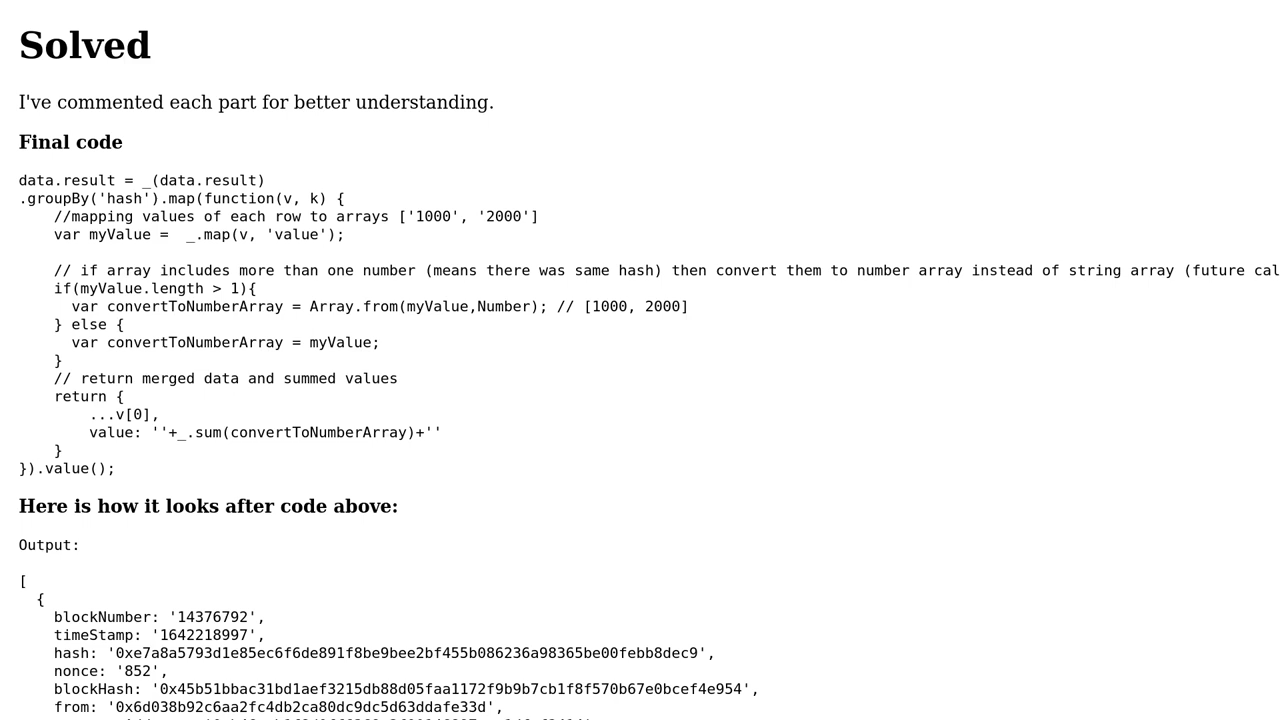 Solved
I've commented each part for better understanding.
Final code
data.result = _(data.result)
.groupBy('hash').map(function(v, k) {
    //mapping values of each row to arrays ['1000', '2000']
    var myValue =  _.map(v, 'value');

    // if array includes more than one number (means there was same hash) then convert them to number array instead of string array (future cal
    if(myValue.length > 1){
      var convertToNumberArray = Array.from(myValue,Number); // [1000, 2000]
    } else {
      var convertToNumberArray = myValue;
    }
    // return merged data and summed values
    return {
        ...v[0],
        value: ''+_.sum(convertToNumberArray)+''
    }
}).value();
Here is how it looks after code above:
Output:

[
  {
    blockNumber: '14376792',
    timeStamp: '1642218997',
    hash: '0xe7a8a5793d1e85ec6f6de891f8be9bee2bf455b086236a98365be00febb8dec9',
    nonce: '852',
    blockHash: '0x45b51bbac31bd1aef3215db88d05faa1172f9b9b7cb1f8f570b67e0bcef4e954',
    from: '0x6d038b92c6aa2fc4db2ca80dc9dc5d63ddafe33d',